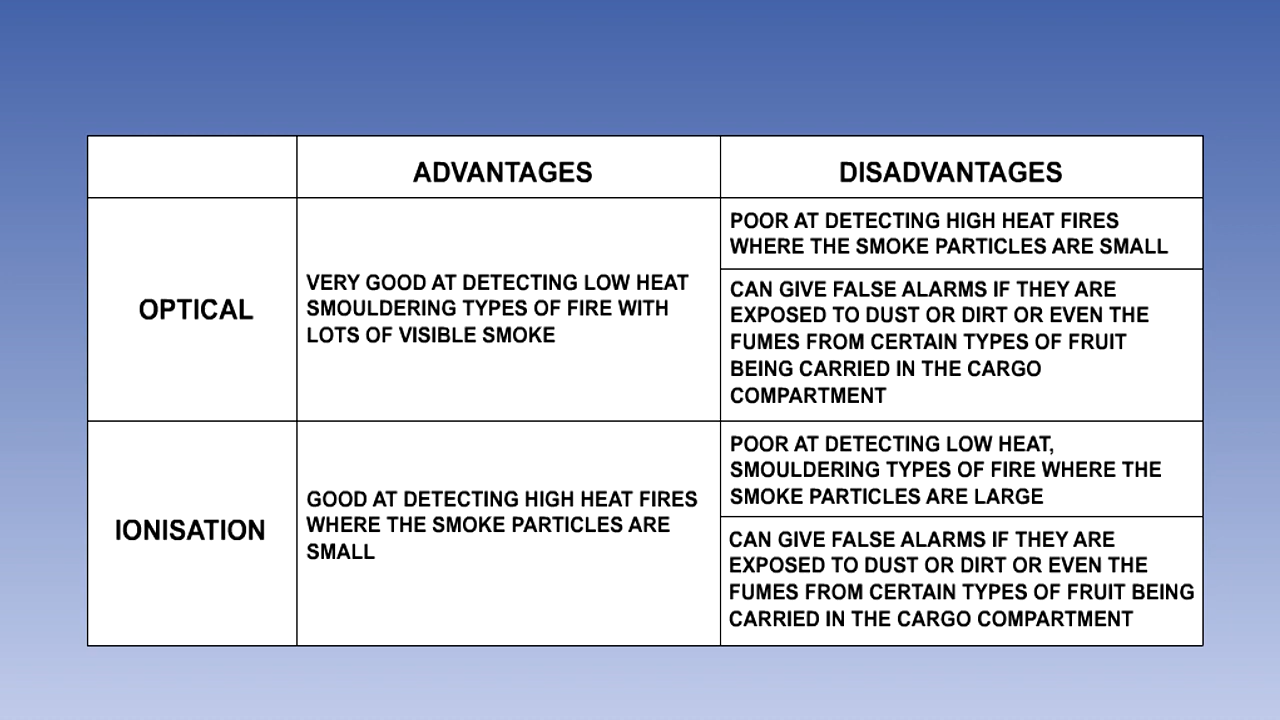 ADVANTAGES
DISADVANTAGES
OPTICAL
VERY GOOD AT DETECTING LOW HEAT
SMOULDERING TYPES OF FIRE WITH
LOTS OF VISIBLE SMOKE
POOR AT DETECTING HIGH HEAT FIRES
WHERE THE SMOKE PARTICLES ARE SMALL
CAN GIVE FALSE ALARMS IF THEY ARE
EXPOSED TO DUST OR DIRT OR EVEN THE
FUMES FROM CERTAIN TYPES OF FRUIT
BEING CARRIED IN THE CARGO
COMPARTMENT
IONISATION
GOOD AT DETECTING HIGH HEAT FIRES
WHERE THE SMOKE PARTICLES ARE
SMALL
POOR AT DETECTING LOW HEAT,
SMOULDERING TYPES OF FIRE WHERE THE
SMOKE PARTICLES ARE LARGE
CAN GIVE FALSE ALARMS IF THEY ARE
EXPOSED TO DUST OR DIRT OR EVEN THE
FUMES FROM CERTAIN TYPES OF FRUIT BEING
CARRIED IN THE CARGO COMPARTMENT